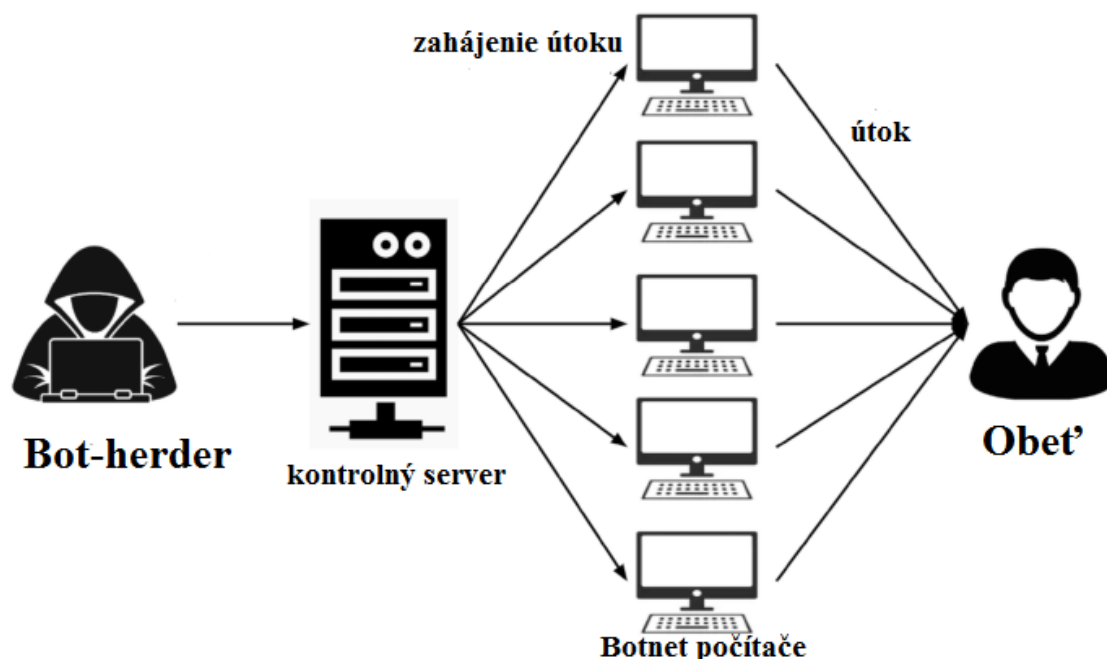 zahájenie útoku
útok
Bot-herder
kontrolný server
Obeť
Botnet počítače